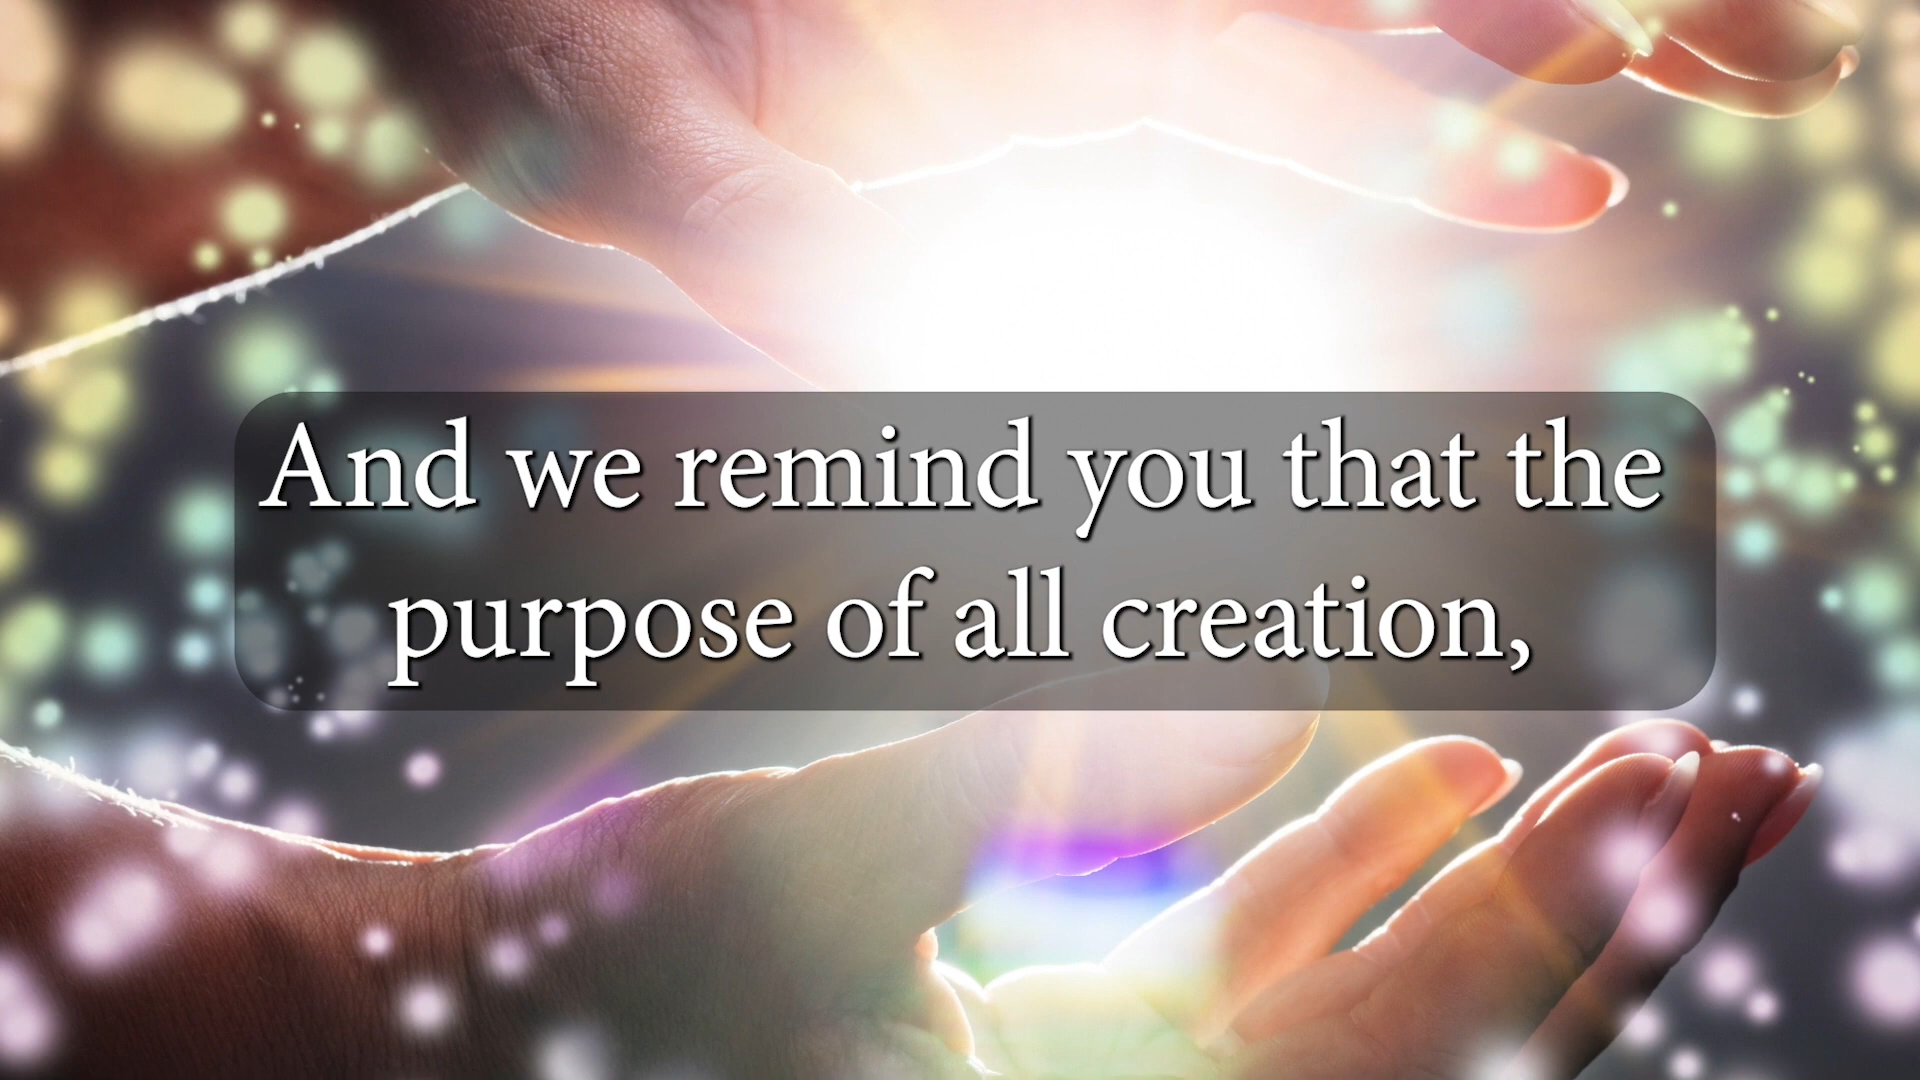 And we remind you that the
purpose of all creation,